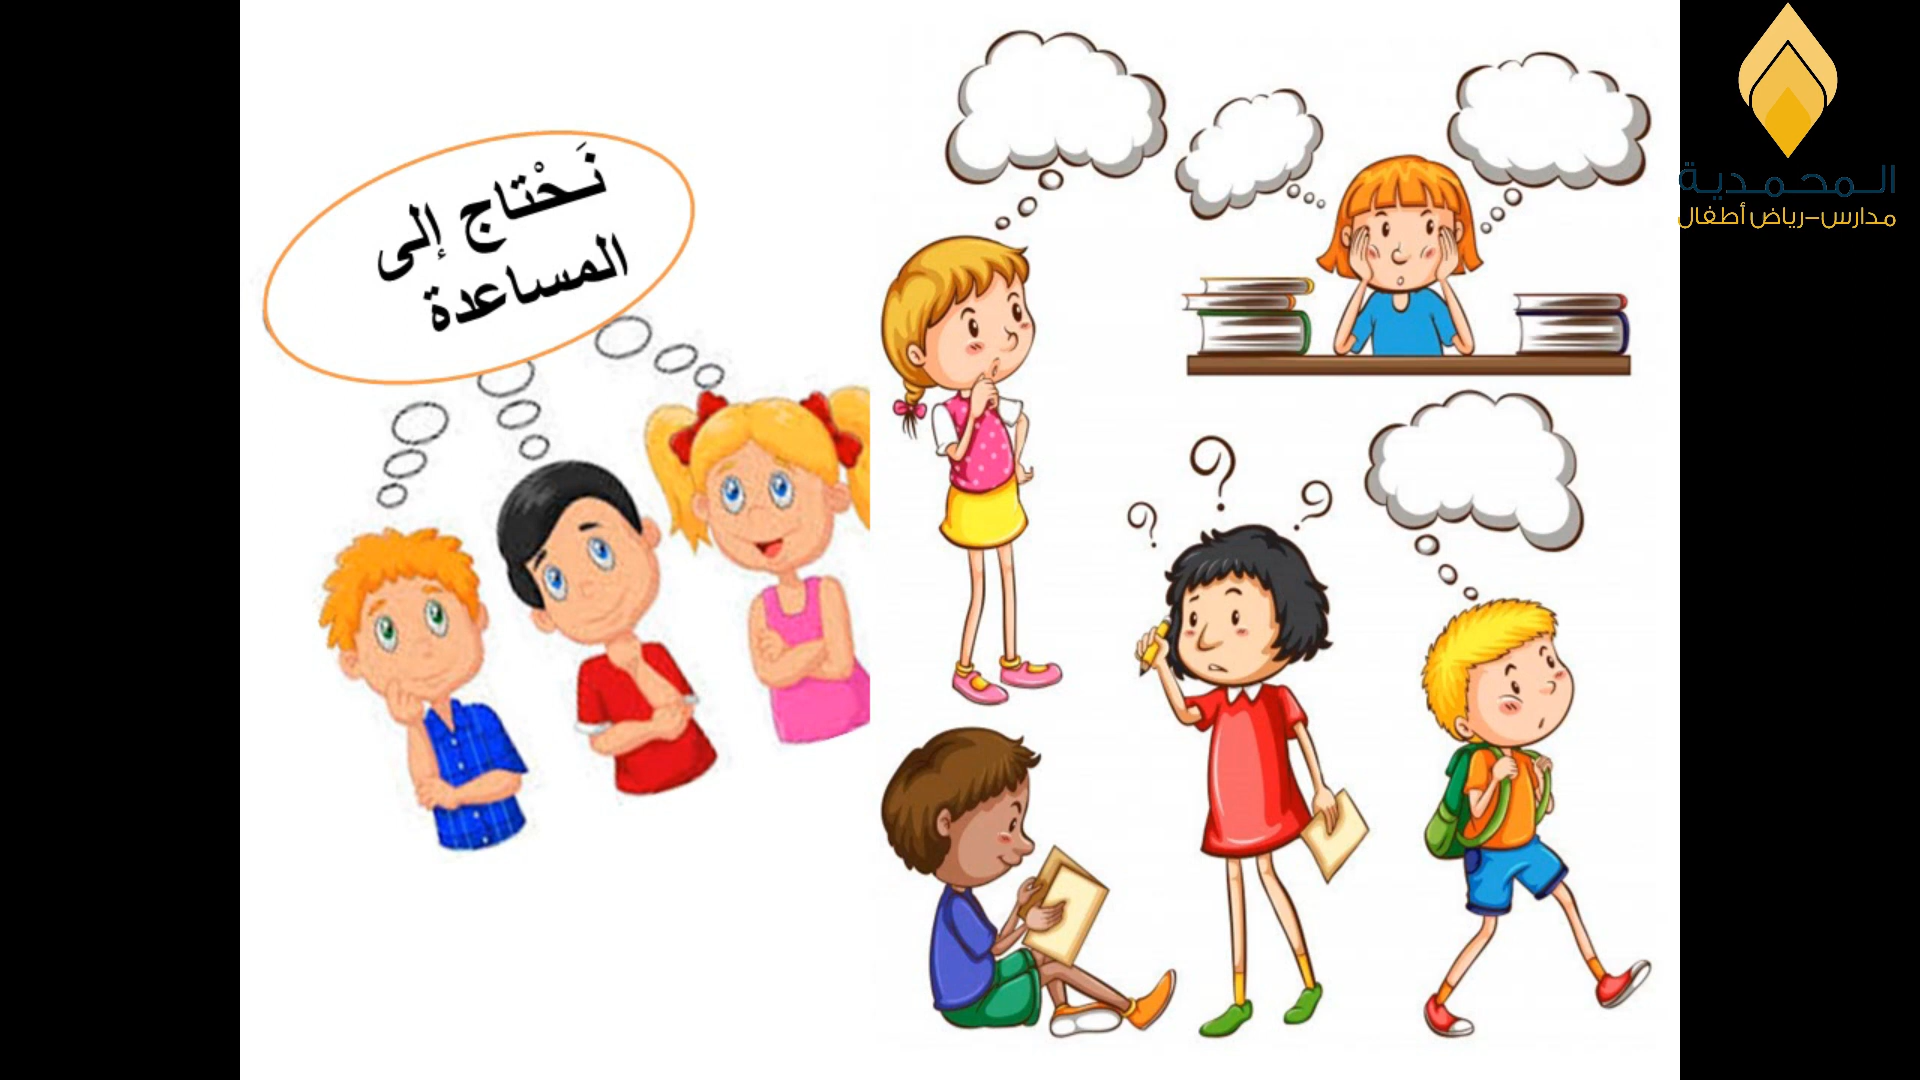 نَحْتاج إلى
المساعدة
المحمدية
مدارس-رياض أطفال